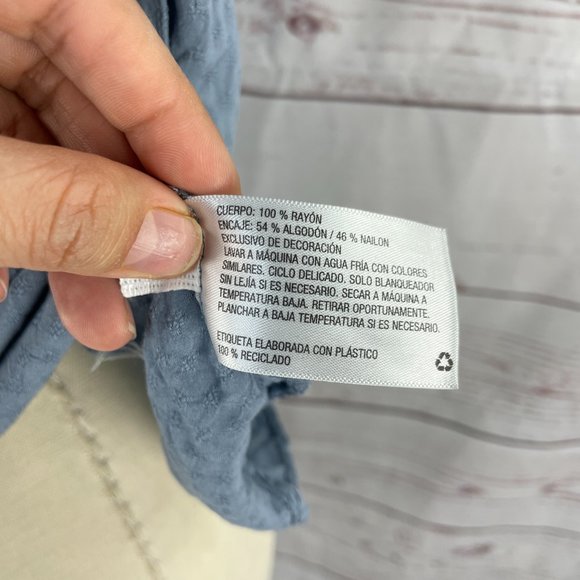 CUERPO: 100 % RAYÓN
ENCAJE: 54 % ALGODÓN / 46 % NAILON
EXCLUSIVO DE DECORACIÓN
LAVAR A MÁQUINA CON AGUA FRÍA CON COLORES
SIMILARES. CICLO DELICADO. SOLO BLANQUEADOR
SIN LEJÍA SI ES NECESARIO. SECAR A MÁQUINA A
TEMPERATURA BAJA. RETIRAR OPORTUNAMENTE.
PLANCHAR A BAJA TEMPERATURA SI ES NECESARIO.
ETIQUETA ELABORADA CON PLÁSTICO
100 % RECICLADO